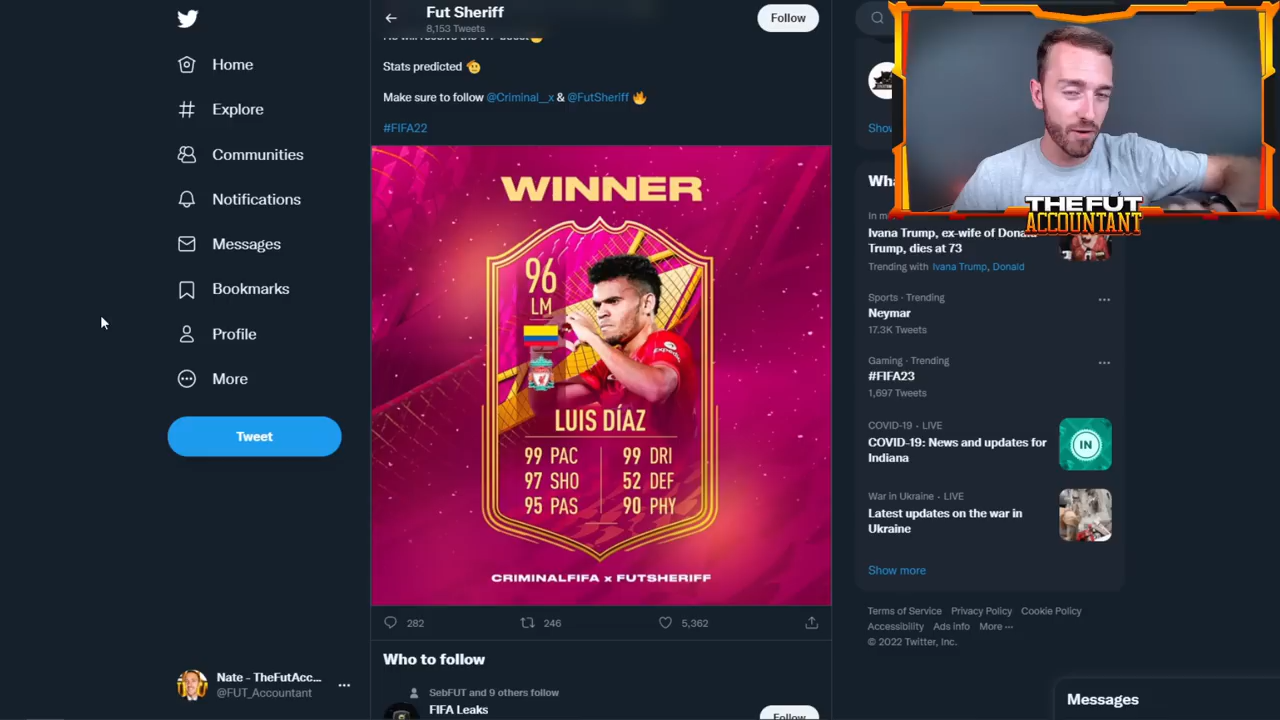 Fut Sheriff
8,153 Tweets
Follow
Stats predicted
Make sure to follow @Criminal__x & @FutSheriff
#FIFA22
WINNER
96
LM
LUIS DÍAZ
99 PAC
97 SHO
95 PAS
99 DRI
52 DEF
90 PHY
CRIMINALFIFA x FUTSHERIFF
282
246
5,362
Who to follow
SebFUT and 9 others follow
FIFA Leaks
Follow
Home
Explore
Communities
Notifications
Messages
Bookmarks
Profile
More
Tweet
Nate - TheFutAcc...
@FUT_Accountant
THE FUT
ACCOUNTANT
Ivana Trump, ex-wife of Donald
Trump, dies at 73
Trending with Ivana Trump, Donald
Sports · Trending
Neymar
17.3K Tweets
Gaming · Trending
#FIFA23
1,697 Tweets
COVID-19 · LIVE
COVID-19: News and updates for
Indiana
IN
War in Ukraine · LIVE
Latest updates on the war in
Ukraine
Show more
Terms of Service Privacy Policy Cookie Policy
Accessibility Ads info More ···
© 2022 Twitter, Inc.
Messages